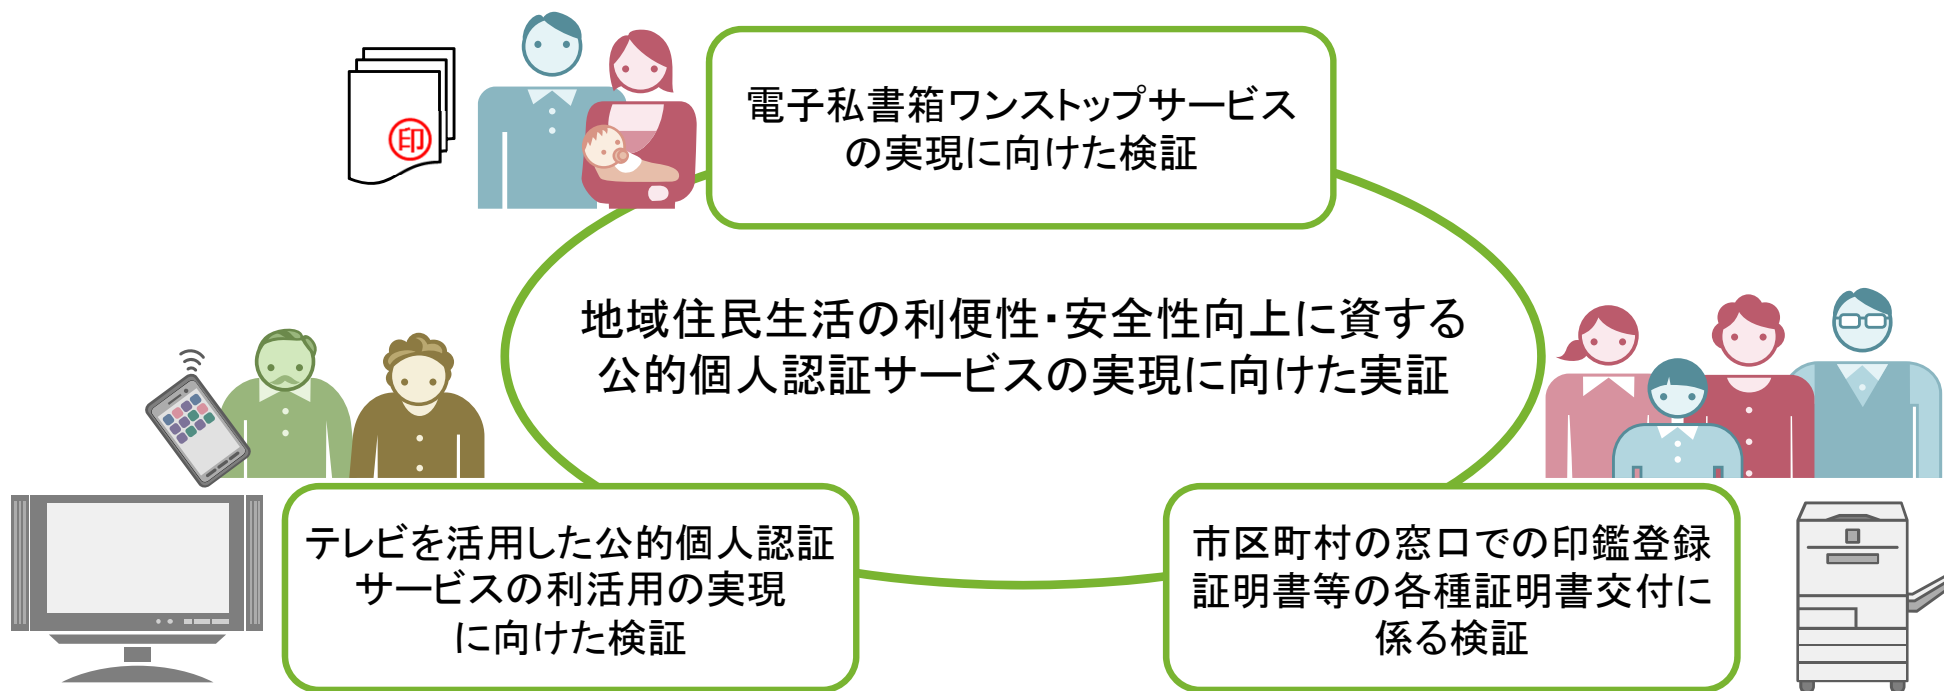 印
電子私書箱ワンストップサービス
の実現に向けた検証
地域住民生活の利便性・安全性向上に資する
公的個人認証サービスの実現に向けた実証
テレビを活用した公的個人認証
サービスの利活用の実現
に向けた検証
市区町村の窓口での印鑑登録
証明書等の各種証明書交付に
係る検証